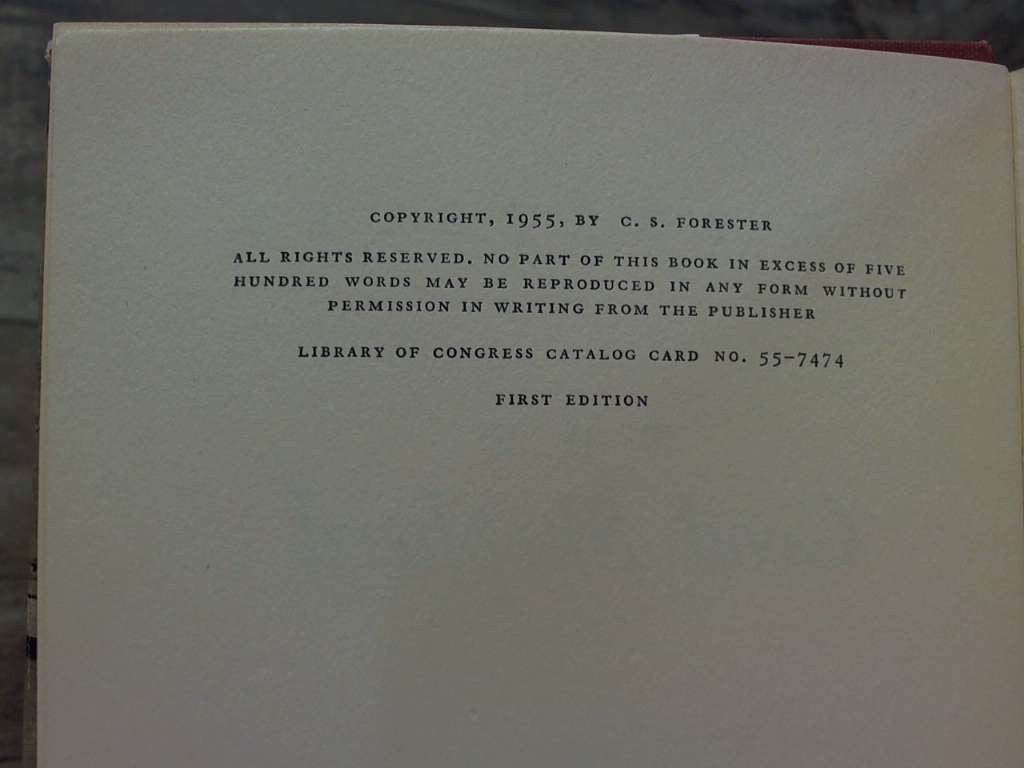 COPYRIGHT, 1955, BY C. S. FORESTER
ALL RIGHTS RESERVED. NO PART OF THIS BOOK IN EXCESS OF FIVE
HUNDRED WORDS MAY BE REPRODUCED IN ANY FORM WITHOUT
PERMISSION IN WRITING FROM THE PUBLISHER
LIBRARY OF CONGRESS CATALOG CARD NO. 55-7474
FIRST EDITION